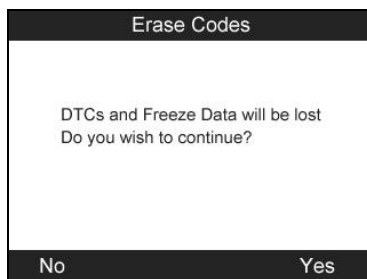 Erase Codes
DTCs and Freeze Data will be lost
Do you wish to continue?
No Yes